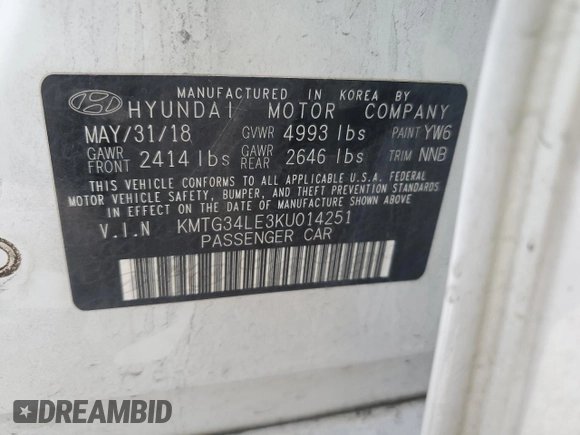 MANUFACTURED IN KOREA BY
HYUNDAI MOTOR COMPANY
MAY/31/18 GVWR 4993 lbs PAINT YW6
GAWR FRONT 2414 lbs GAWR REAR 2646 lbs TRIM NNB
THIS VEHICLE CONFORMS TO ALL APPLICABLE U.S.A. FEDERAL
MOTOR VEHICLE SAFETY, BUMPER, AND THEFT PREVENTION STANDARDS
IN EFFECT ON THE DATE OF MANUFACTURE SHOWN ABOVE.
V.I.N KMTG34LE3KU014251
PASSENGER CAR
DREAMBID